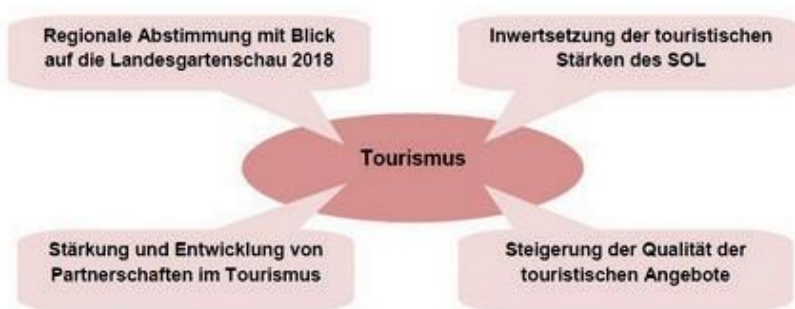 Regionale Abstimmung mit Blick
auf die Landesgartenschau 2018
Inwertsetzung der touristischen
Stärken des SOL
Tourismus
Stärkung und Entwicklung von
Partnerschaften im Tourismus
Steigerung der Qualität der
touristischen Angebote